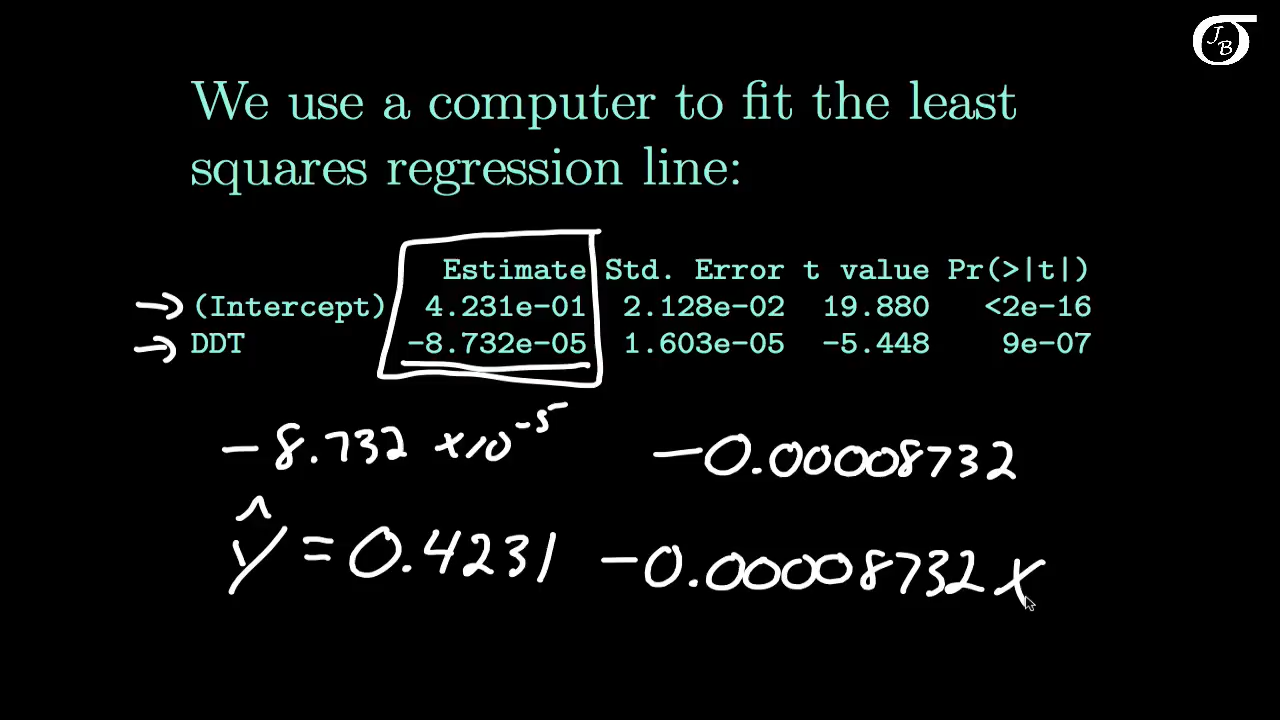 JB
We use a computer to fit the least
squares regression line:
Estimate Std. Error t value Pr(>|t|)
(Intercept) 4.231e-01 2.128e-02 19.880 <2e-16
DDT -8.732e-05 1.603e-05 -5.448 9e-07
-8.732 x10^-5 -0.00008732
ŷ = 0.4231 -0.00008732 x